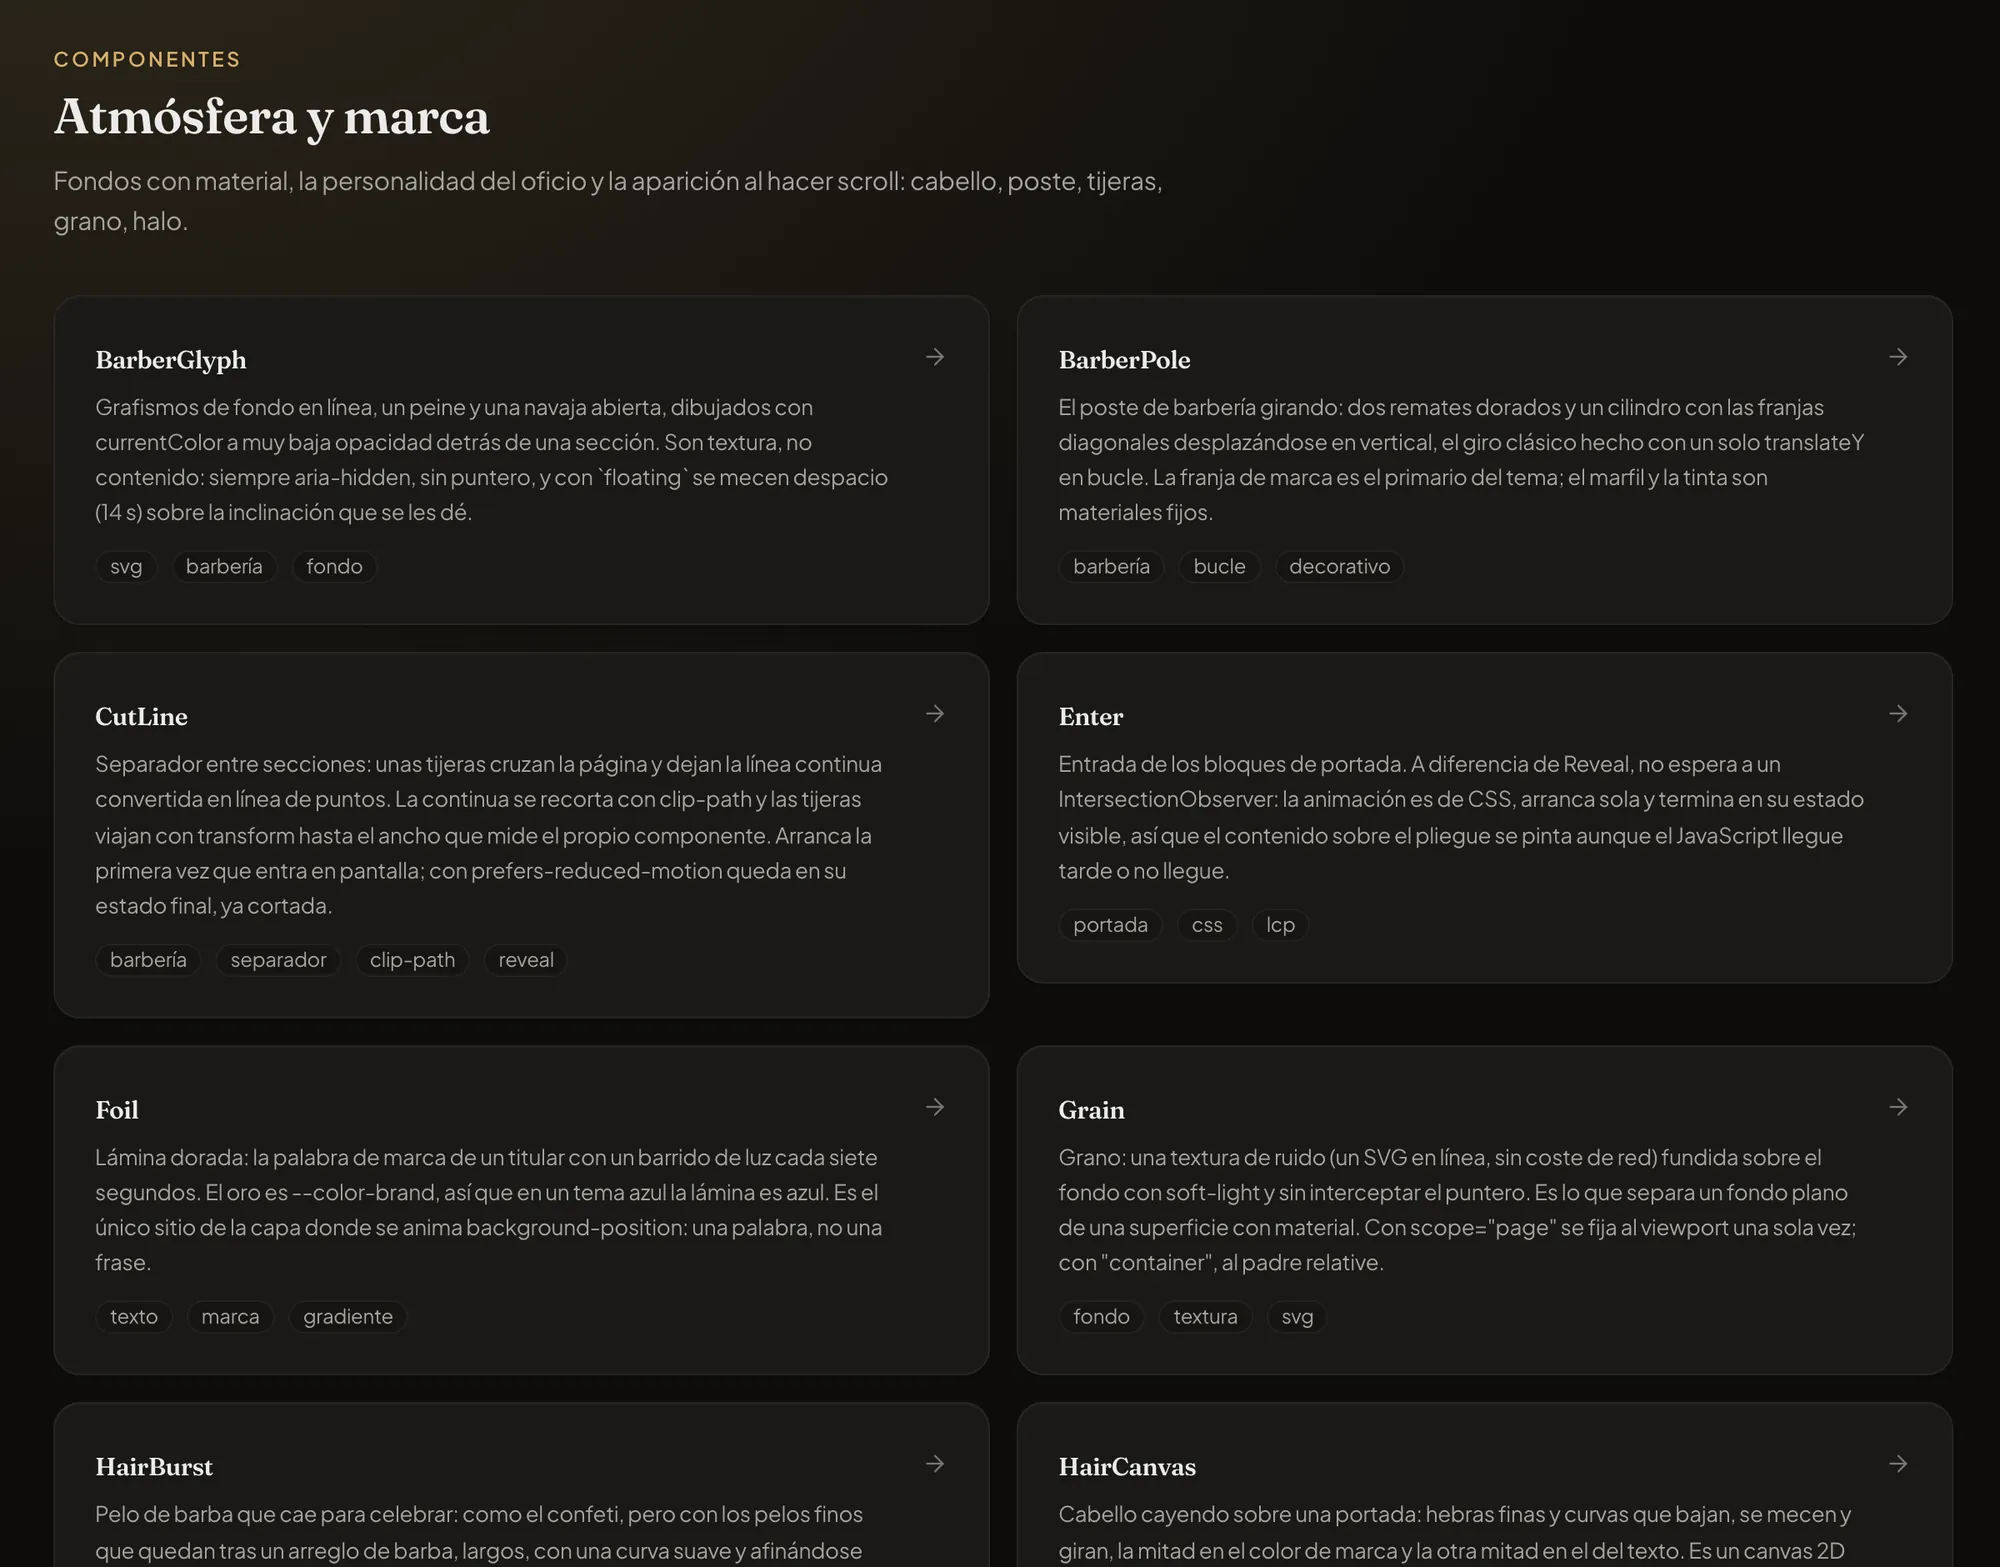 COMPONENTES
Atmósfera y marca
Fondos con material, la personalidad del oficio y la aparición al hacer scroll: cabello, poste, tijeras,
grano, halo.
BarberGlyph
Grafismos de fondo en línea, un peine y una navaja abierta, dibujados con
currentColor a muy baja opacidad detrás de una sección. Son textura, no
contenido: siempre aria-hidden, sin puntero, y con `floating` se mecen despacio
(14 s) sobre la inclinación que se les dé.
svg barbería fondo
BarberPole
El poste de barbería girando: dos remates dorados y un cilindro con las franjas
diagonales desplazándose en vertical, el giro clásico hecho con un solo translateY
en bucle. La franja de marca es el primario del tema; el marfil y la tinta son
materiales fijos.
barbería bucle decorativo
CutLine
Separador entre secciones: unas tijeras cruzan la página y dejan la línea continua
convertida en línea de puntos. La continua se recorta con clip-path y las tijeras
viajan con transform hasta el ancho que mide el propio componente. Arranca la
primera vez que entra en pantalla; con prefers-reduced-motion queda en su
estado final, ya cortada.
barbería separador clip-path reveal
Enter
Entrada de los bloques de portada. A diferencia de Reveal, no espera a un
IntersectionObserver: la animación es de CSS, arranca sola y termina en su estado
visible, así que el contenido sobre el pliegue se pinta aunque el JavaScript llegue
tarde o no llegue.
portada css lcp
Foil
Lámina dorada: la palabra de marca de un titular con un barrido de luz cada siete
segundos. El oro es --color-brand, así que en un tema azul la lámina es azul. Es el
único sitio de la capa donde se anima background-position: una palabra, no una
frase.
texto marca gradiente
Grain
Grano: una textura de ruido (un SVG en línea, sin coste de red) fundida sobre el
fondo con soft-light y sin interceptar el puntero. Es lo que separa un fondo plano
de una superficie con material. Con scope="page" se fija al viewport una sola vez;
con "container", al padre relative.
fondo textura svg
HairBurst
Pelo de barba que cae para celebrar: como el confeti, pero con los pelos finos
que quedan tras un arreglo de barba, largos, con una curva suave y afinándose
HairCanvas
Cabello cayendo sobre una portada: hebras finas y curvas que bajan, se mecen y
giran, la mitad en el color de marca y la otra mitad en el del texto. Es un canvas 2D